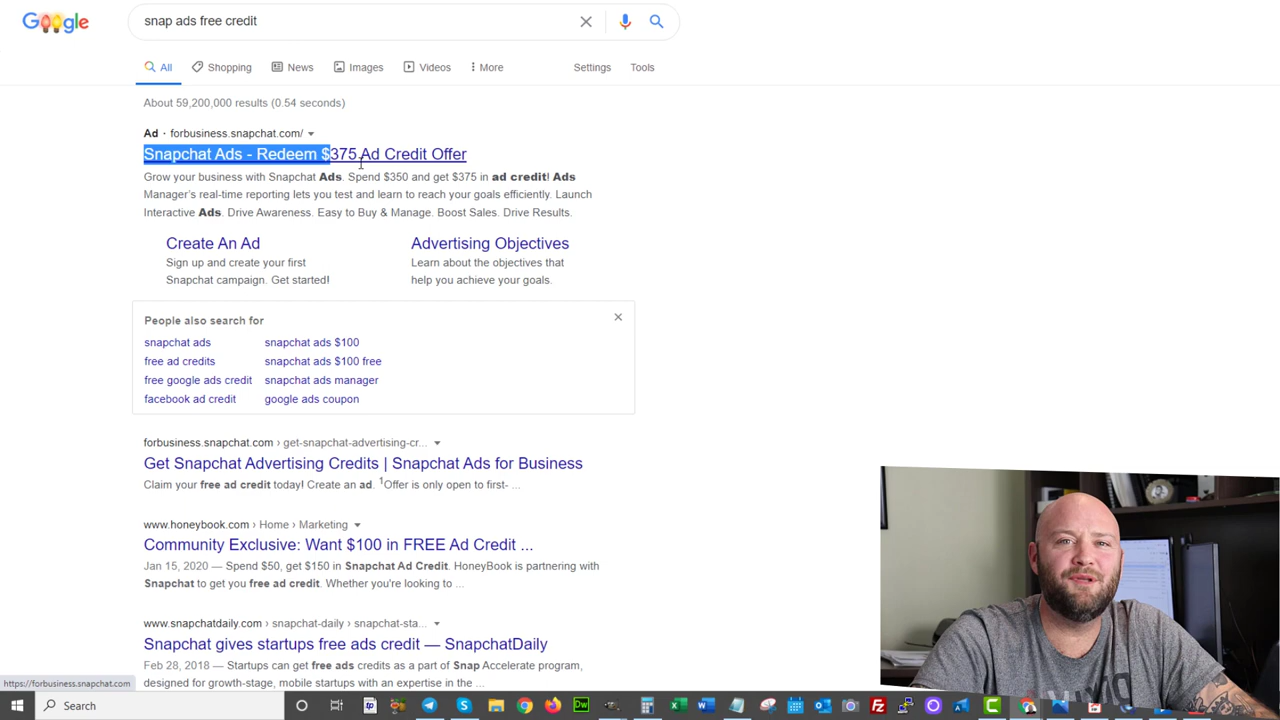 Google
snap ads free credit
All Shopping News Images Videos More Settings Tools
About 59,200,000 results (0.54 seconds)
Ad · forbusiness.snapchat.com/
Snapchat Ads - Redeem $375 Ad Credit Offer
Grow your business with Snapchat Ads. Spend $350 and get $375 in ad credit! Ads
Manager's real-time reporting lets you test and learn to reach your goals efficiently. Launch
Interactive Ads. Drive Awareness. Easy to Buy & Manage. Boost Sales. Drive Results.
Create An Ad
Sign up and create your first
Snapchat campaign. Get started!
Advertising Objectives
Learn about the objectives that
help you achieve your goals.
People also search for
snapchat ads snapchat ads $100
free ad credits snapchat ads $100 free
free google ads credit snapchat ads manager
facebook ad credit google ads coupon
forbusiness.snapchat.com › get-snapchat-advertising-cr...
Get Snapchat Advertising Credits | Snapchat Ads for Business
Claim your free ad credit today! Create an ad. ¹Offer is only open to first- ...
www.honeybook.com › Home › Marketing
Community Exclusive: Want $100 in FREE Ad Credit ...
Jan 15, 2020 — Spend $50, get $150 in Snapchat Ad Credit. HoneyBook is partnering with
Snapchat to get you free ad credit. Whether you're looking to ...
www.snapchatdaily.com › snapchat-daily › snapchat-sta...
Snapchat gives startups free ads credit — SnapchatDaily
Feb 28, 2018 — Startups can get free ads credits as a part of Snap Accelerate program,
designed for growth-stage, mobile startups with an expertise in the ...
https://forbusiness.snapchat.com
Search